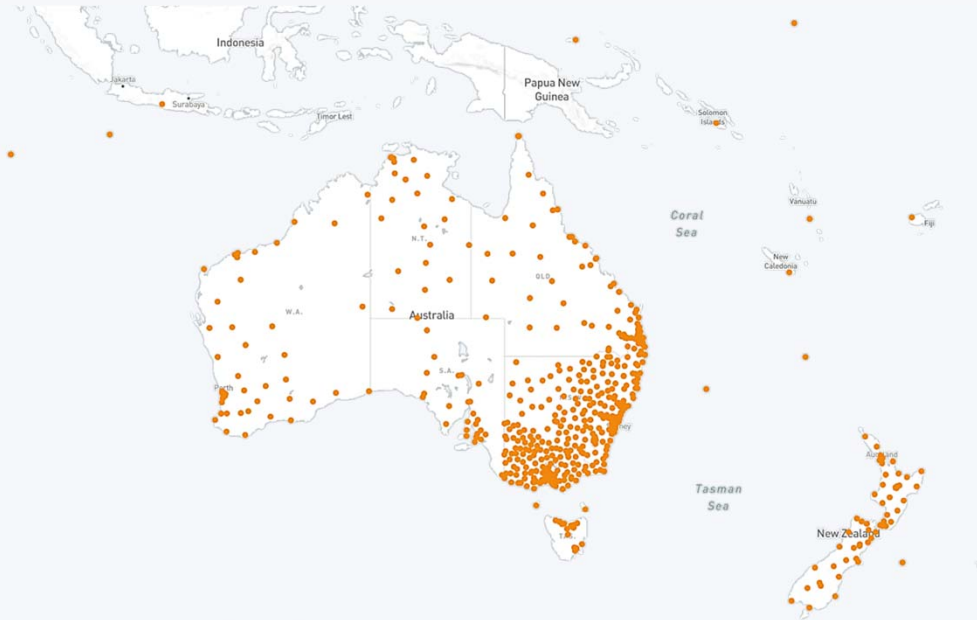 Indonesia
Jakarta
Surabaya
Timor Lest
Papua New
Guinea
Solomon
Islands
Coral
Sea
Vanuatu
Fiji
New
Caledonia
N.T.
QLD
W.A.
Australia
S.A.
Perth
Tasman
Sea
New Zealand